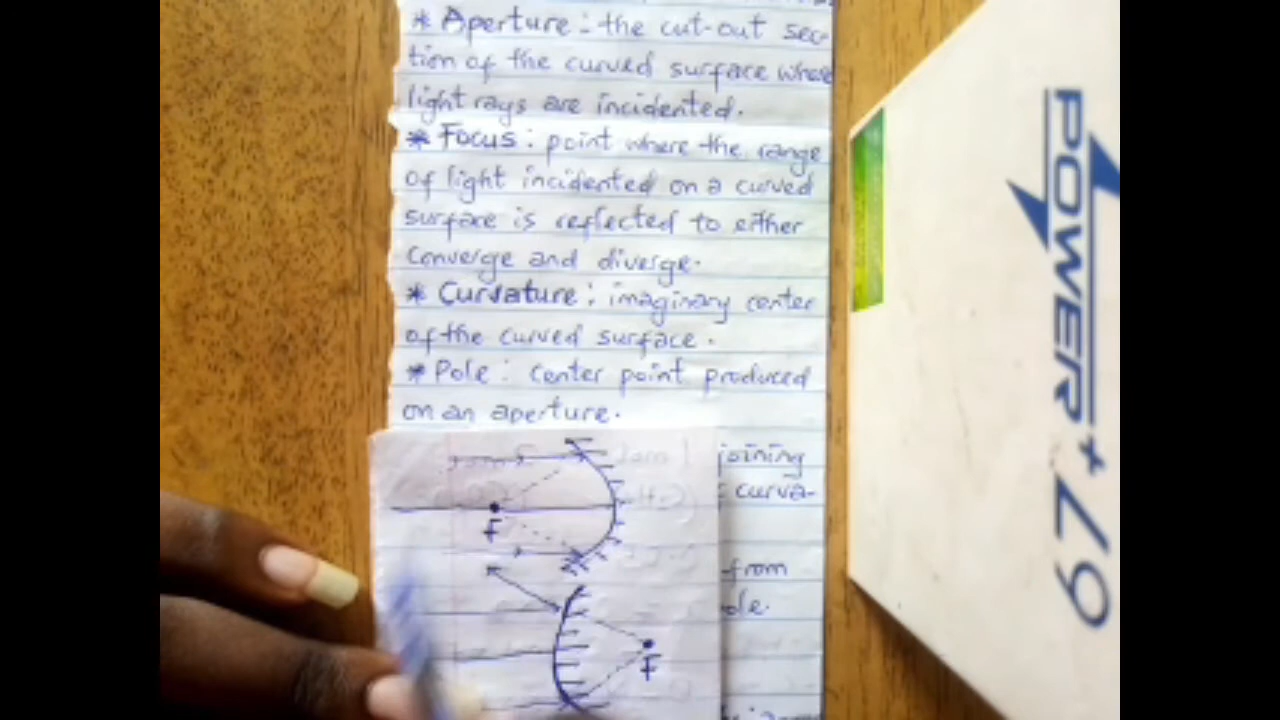 * Aperture : the cut-out sec-
tion of the curved surface where
light rays are incidented.
* Focus : point where the range
of light incidented on a curved
surface is reflected to either
converge and diverge.
* Curvature : imaginary center
of the curved surface.
* Pole : center point produced
on an aperture.
joining
curva-
from
F
F
POWER+ L9